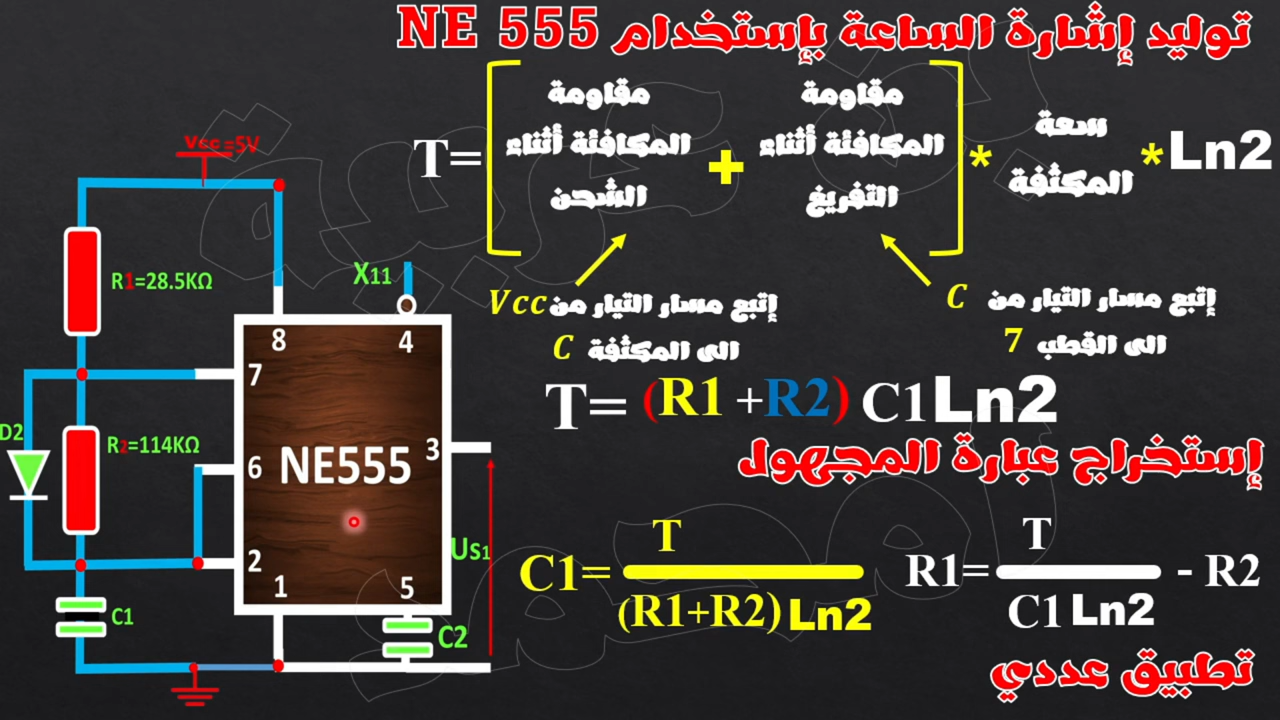 توليد إشارة الساعة بإستخدام NE 555
T= [ مقاومة المكافئة أثناء الشحن + مقاومة المكافئة أثناء التفريغ ] * سعة المكثفة * Ln2
إتبع مسار التيار من Vcc
الى المكثفة C
إتبع مسار التيار من C
الى القطب 7
T= (R1 +R2) C1Ln2
إستخراج عبارة المجهول
C1= T / (R1+R2) Ln2
R1= T / C1 Ln2 - R2
تطبيق عددي
Vcc=5V
R1=28.5KΩ
X11
8
4
7
D2
R2=114KΩ
6
NE555
3
2
Us1
1
5
C1
C2